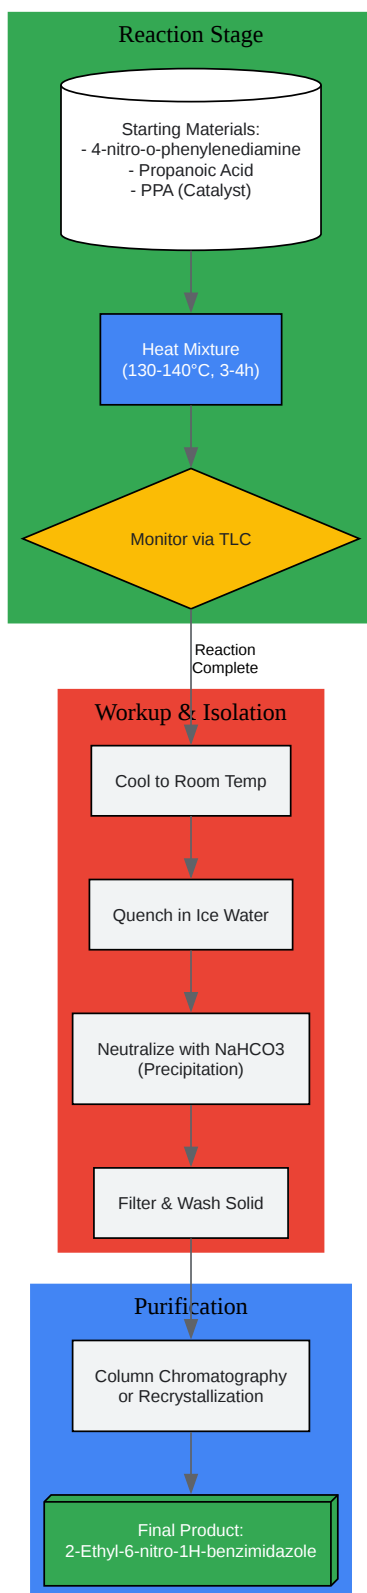 Reaction Stage
Starting Materials:
- 4-nitro-o-phenylenediamine
- Propanoic Acid
- PPA (Catalyst)
Heat Mixture
(130-140°C, 3-4h)
Monitor via TLC
Reaction
Complete
Workup & Isolation
Cool to Room Temp
Quench in Ice Water
Neutralize with NaHCO3
(Precipitation)
Filter & Wash Solid
Purification
Column Chromatography
or Recrystallization
Final Product:
2-Ethyl-6-nitro-1H-benzimidazole